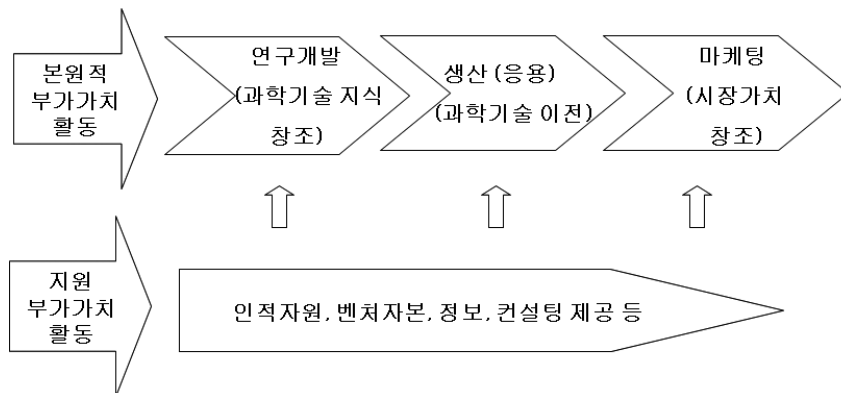 본원적
부가가치
활동
연구개발
(과학기술 지식
창조)
생산 (응용)
(과학기술 이전)
마케팅
(시장가치
창조)
지원
부가가치
활동
인적자원, 벤처자본, 정보, 컨설팅 제공 등